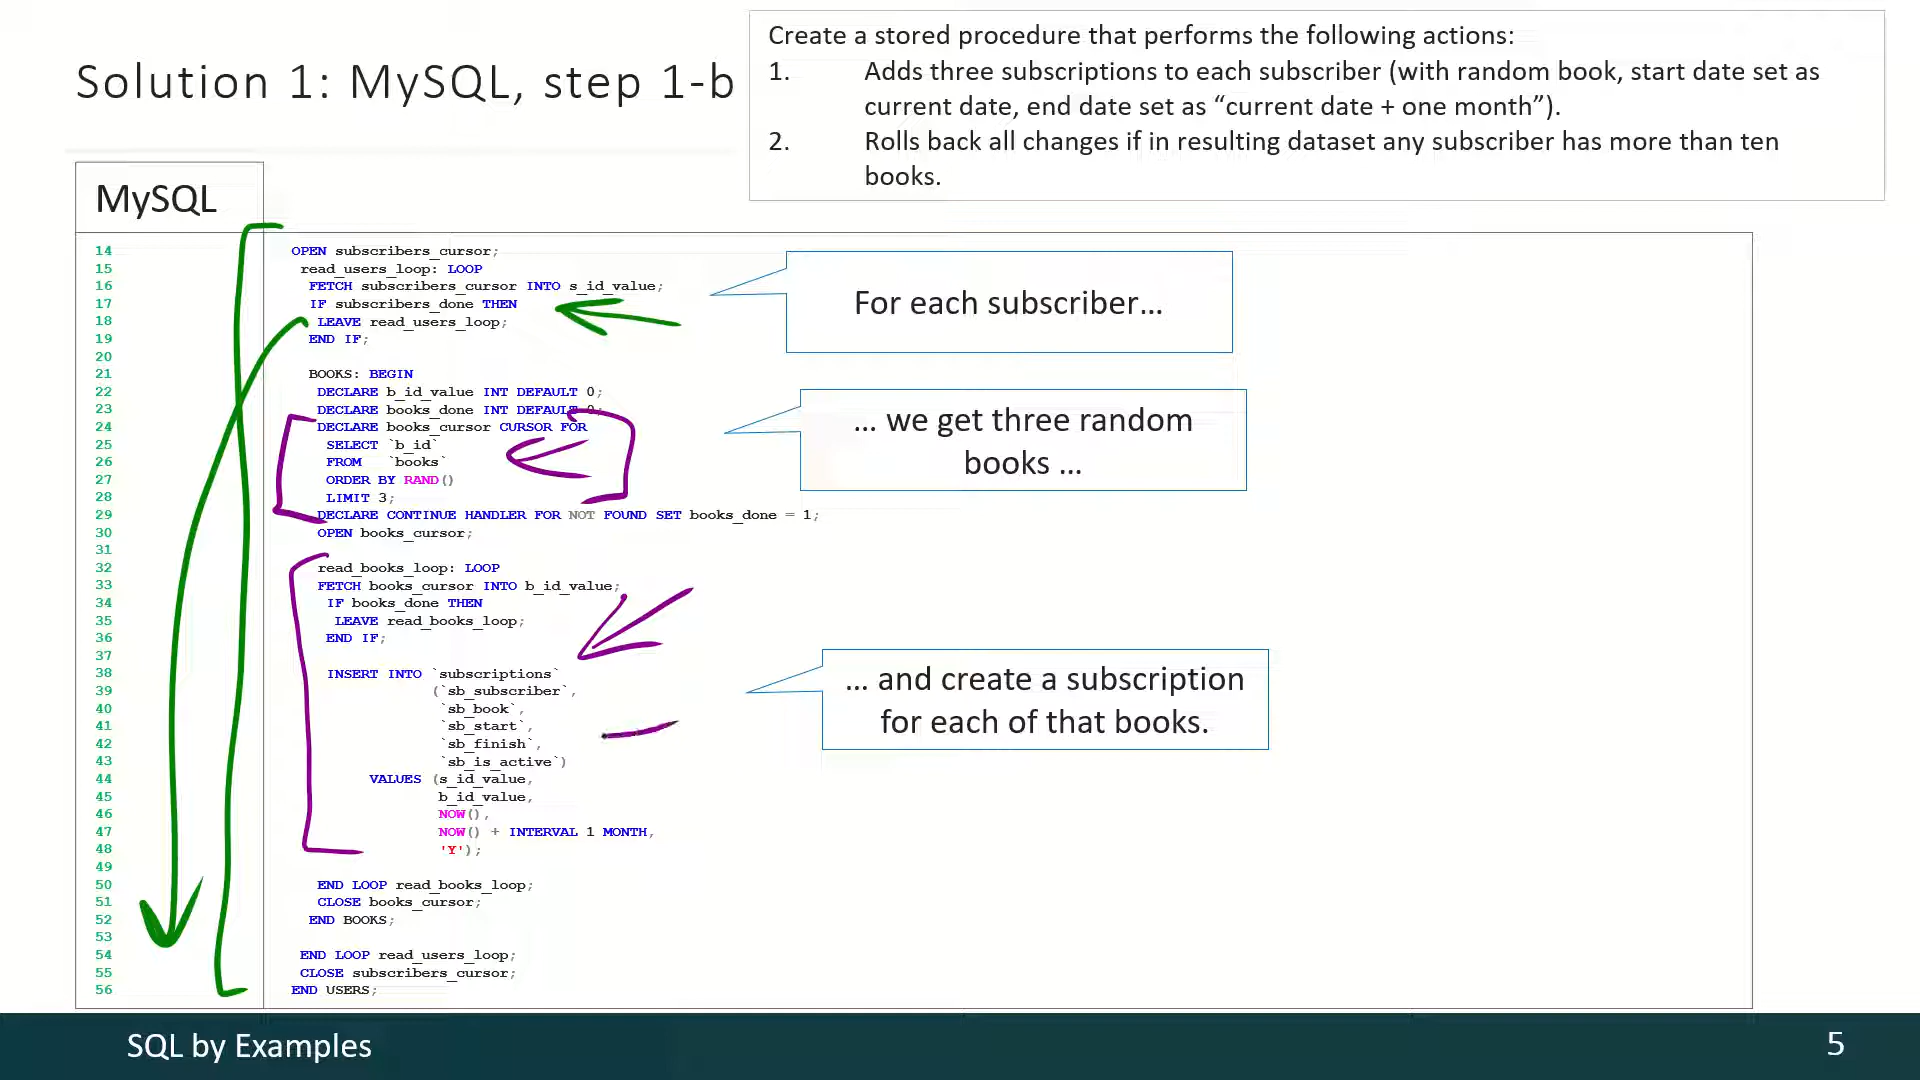 Solution 1: MySQL, step 1-b
Create a stored procedure that performs the following actions:
1. Adds three subscriptions to each subscriber (with random book, start date set as
current date, end date set as “current date + one month”).
2. Rolls back all changes if in resulting dataset any subscriber has more than ten
books.
MySQL
14 OPEN subscribers_cursor;
15 read_users_loop: LOOP
16 FETCH subscribers_cursor INTO s_id_value;
17 IF subscribers_done THEN
18 LEAVE read_users_loop;
19 END IF;
20
21 BOOKS: BEGIN
22 DECLARE b_id_value INT DEFAULT 0;
23 DECLARE books_done INT DEFAULT 0;
24 DECLARE books_cursor CURSOR FOR
25 SELECT `b_id`
26 FROM `books`
27 ORDER BY RAND()
28 LIMIT 3;
29 DECLARE CONTINUE HANDLER FOR NOT FOUND SET books_done = 1;
30 OPEN books_cursor;
31
32 read_books_loop: LOOP
33 FETCH books_cursor INTO b_id_value;
34 IF books_done THEN
35 LEAVE read_books_loop;
36 END IF;
37
38 INSERT INTO `subscriptions`
39 (`sb_subscriber`,
40 `sb_book`,
41 `sb_start`,
42 `sb_finish`,
43 `sb_is_active`)
44 VALUES (s_id_value,
45 b_id_value,
46 NOW(),
47 NOW() + INTERVAL 1 MONTH,
48 'Y');
49
50 END LOOP read_books_loop;
51 CLOSE books_cursor;
52 END BOOKS;
53
54 END LOOP read_users_loop;
55 CLOSE subscribers_cursor;
56 END USERS;
For each subscriber…
… we get three random
books …
… and create a subscription
for each of that books.
SQL by Examples
5